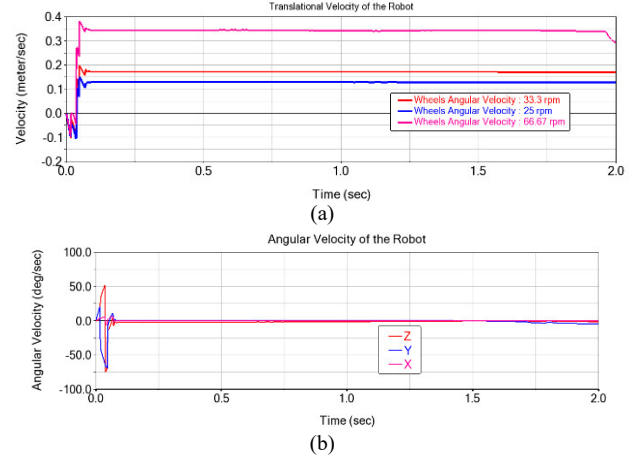 Translational Velocity of the Robot
0.4
0.3
0.2
0.1
0.0
-0.1
-0.2
Velocity (meter/sec)
Wheels Angular Velocity : 33.3 rpm
Wheels Angular Velocity : 25 rpm
Wheels Angular Velocity : 66.67 rpm
0.0 0.5 1.0 1.5 2.0
Time (sec)
(a)
Angular Velocity of the Robot
100.0
50.0
0.0
-50.0
-100.0
Angular Velocity (deg/sec)
Z
Y
X
0.0 0.5 1.0 1.5 2.0
Time (sec)
(b)